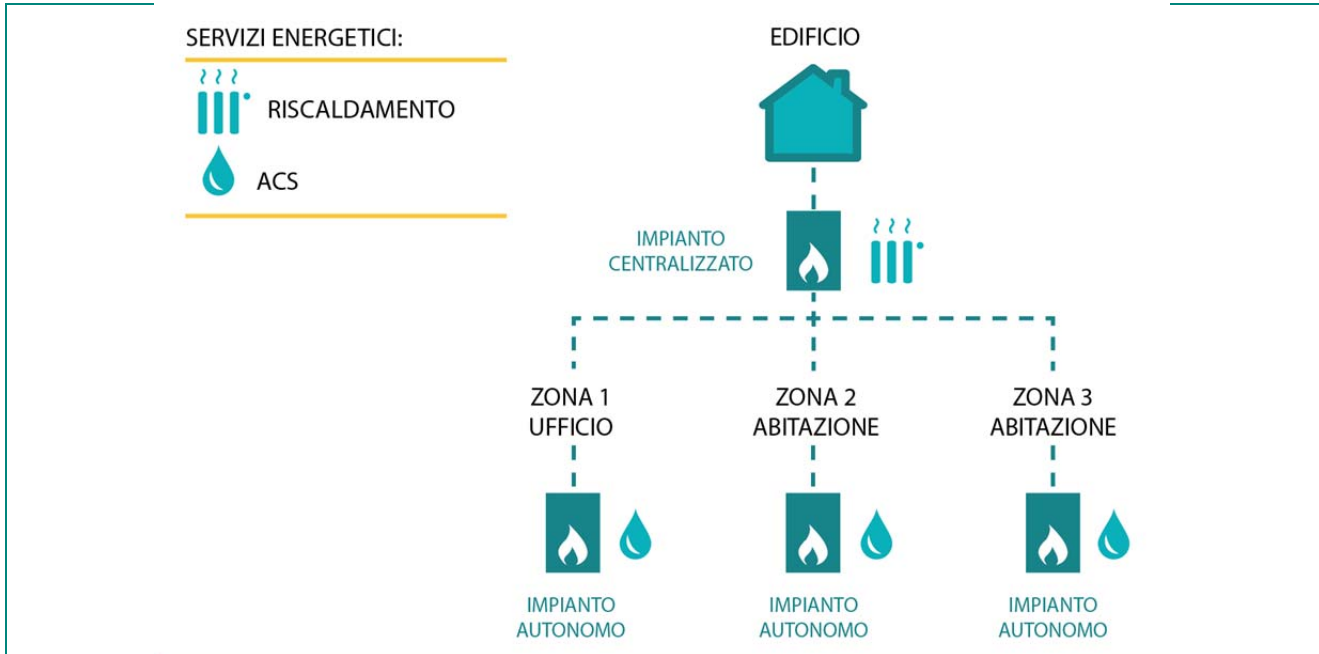 SERVIZI ENERGETICI:
RISCALDAMENTO
ACS
EDIFICIO
IMPIANTO
CENTRALIZZATO
ZONA 1
UFFICIO
ZONA 2
ABITAZIONE
ZONA 3
ABITAZIONE
IMPIANTO
AUTONOMO
IMPIANTO
AUTONOMO
IMPIANTO
AUTONOMO